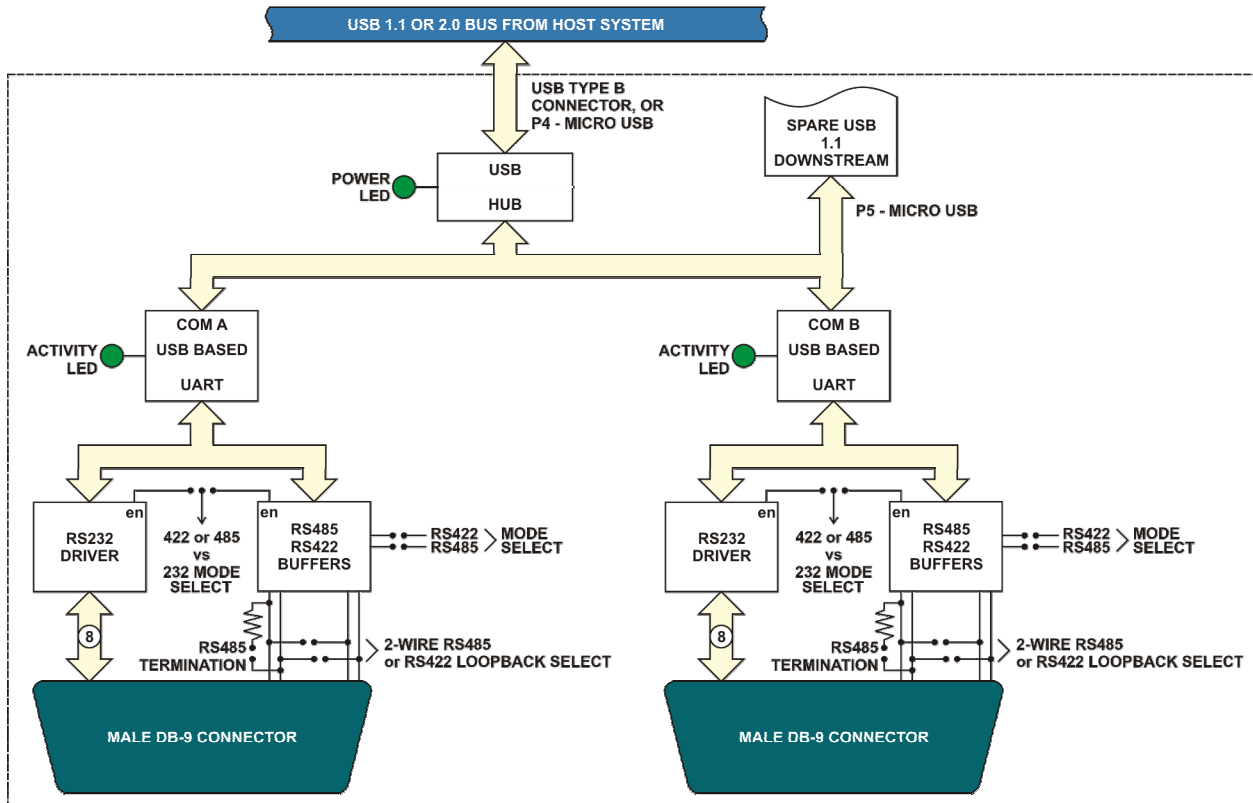 USB 1.1 OR 2.0 BUS FROM HOST SYSTEM
USB TYPE B
CONNECTOR, OR
P4 - MICRO USB
SPARE USB
1.1
DOWNSTREAM
POWER
LED
USB
HUB
P5 - MICRO USB
COM A
USB BASED
UART
ACTIVITY
LED
COM B
USB BASED
UART
ACTIVITY
LED
en
RS232
DRIVER
422 or 485
vs
232 MODE
SELECT
en
RS485
RS422
BUFFERS
RS422
RS485
MODE
SELECT
8
RS485
TERMINATION
2-WIRE RS485
or RS422 LOOPBACK SELECT
MALE DB-9 CONNECTOR
en
RS232
DRIVER
422 or 485
vs
232 MODE
SELECT
en
RS485
RS422
BUFFERS
RS422
RS485
MODE
SELECT
8
RS485
TERMINATION
2-WIRE RS485
or RS422 LOOPBACK SELECT
MALE DB-9 CONNECTOR